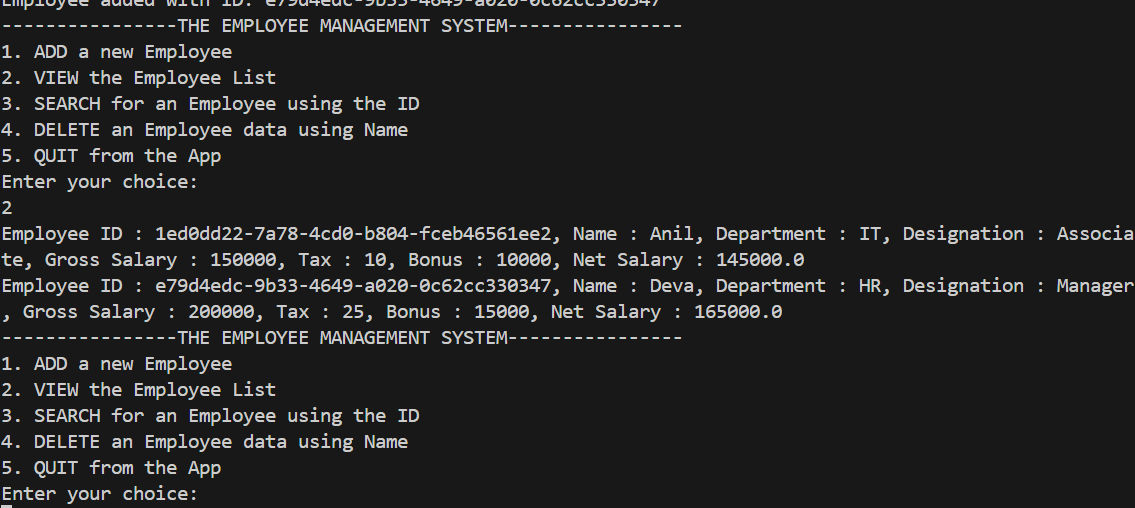 Employee added with ID: e79d4edc-9b33-4649-a020-0c62cc330347
----------------THE EMPLOYEE MANAGEMENT SYSTEM----------------
1. ADD a new Employee
2. VIEW the Employee List
3. SEARCH for an Employee using the ID
4. DELETE an Employee data using Name
5. QUIT from the App
Enter your choice:
2
Employee ID : 1ed0dd22-7a78-4cd0-b804-fceb46561ee2, Name : Anil, Department : IT, Designation : Associa
te, Gross Salary : 150000, Tax : 10, Bonus : 10000, Net Salary : 145000.0
Employee ID : e79d4edc-9b33-4649-a020-0c62cc330347, Name : Deva, Department : HR, Designation : Manager
, Gross Salary : 200000, Tax : 25, Bonus : 15000, Net Salary : 165000.0
----------------THE EMPLOYEE MANAGEMENT SYSTEM----------------
1. ADD a new Employee
2. VIEW the Employee List
3. SEARCH for an Employee using the ID
4. DELETE an Employee data using Name
5. QUIT from the App
Enter your choice: